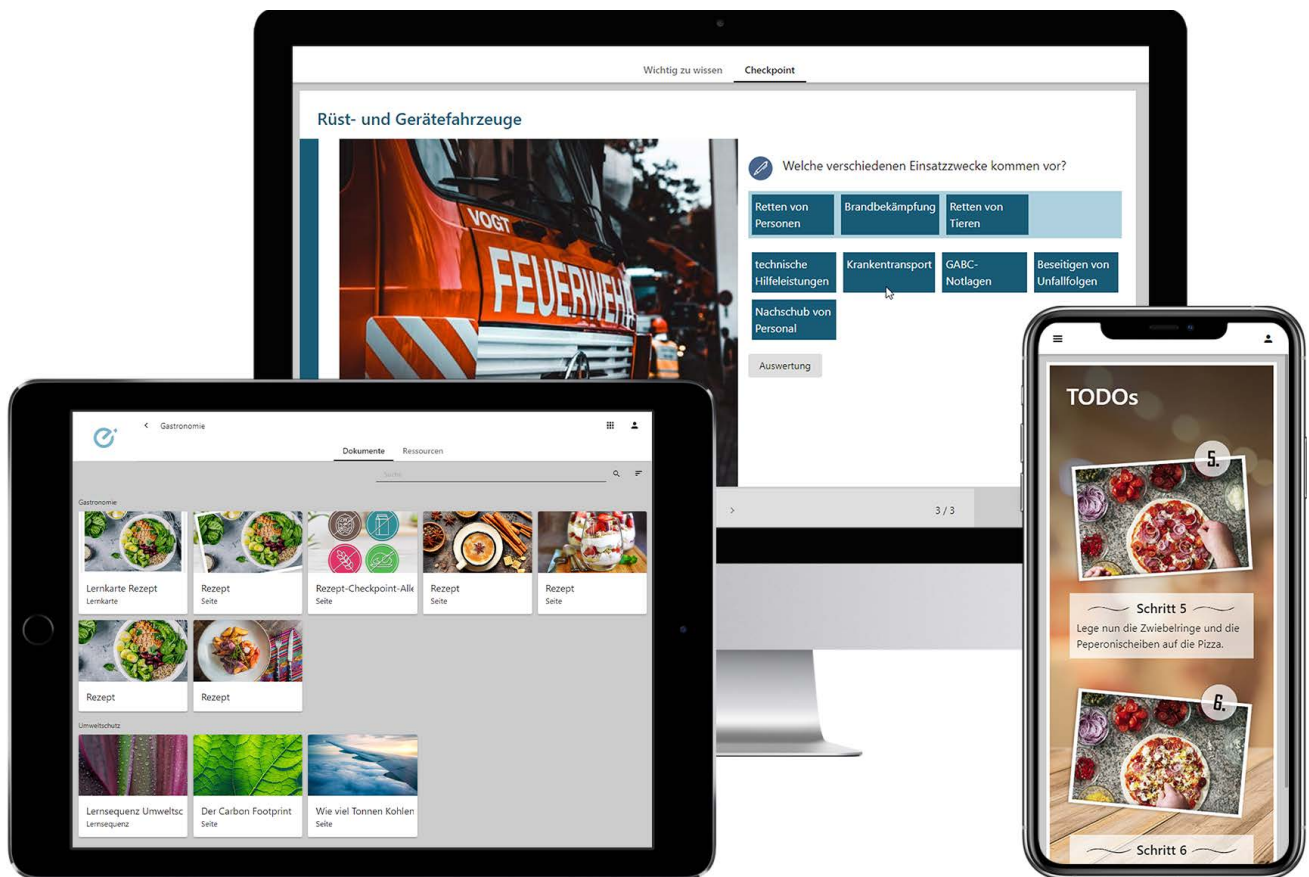 Wichtig zu wissen
Checkpoint
Rüst- und Gerätefahrzeuge
VOGT
FEUERWEHR
Welche verschiedenen Einsatzzwecke kommen vor?
Retten von
Personen
Brandbekämpfung
Retten von
Tieren
technische
Hilfeleistungen
Krankentransport
GABC-
Notlagen
Beseitigen von
Unfallfolgen
Nachschub von
Personal
Auswertung
3 / 3
Gastronomie
Dokumente
Ressourcen
Suche
Gastronomie
Lernkarte Rezept
Lernkarte
Rezept
Seite
Rezept-Checkpoint-Alle
Seite
Rezept
Seite
Rezept
Seite
Rezept
Rezept
Umweltschutz
Lernsequenz Umweltsc
Lernsequenz
Der Carbon Footprint
Seite
Wie viel Tonnen Kohlen
Seite
TODOs
5.
Schritt 5
Lege nun die Zwiebelringe und die
Peperonischeiben auf die Pizza.
6.
Schritt 6